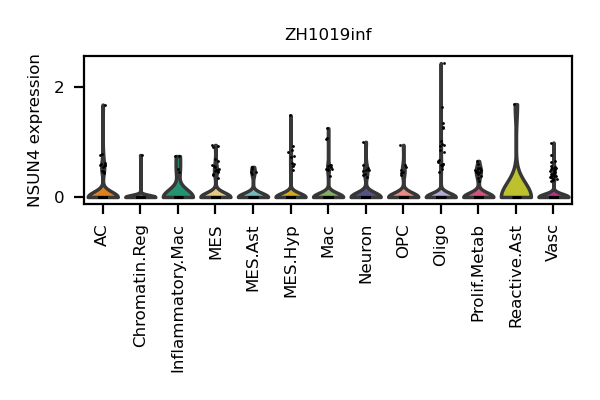 ZH1019inf
NSUN4 expression
2
0
AC
Chromatin.Reg
Inflammatory.Mac
MES
MES.Ast
MES.Hyp
Mac
Neuron
OPC
Oligo
Prolif.Metab
Reactive.Ast
Vasc